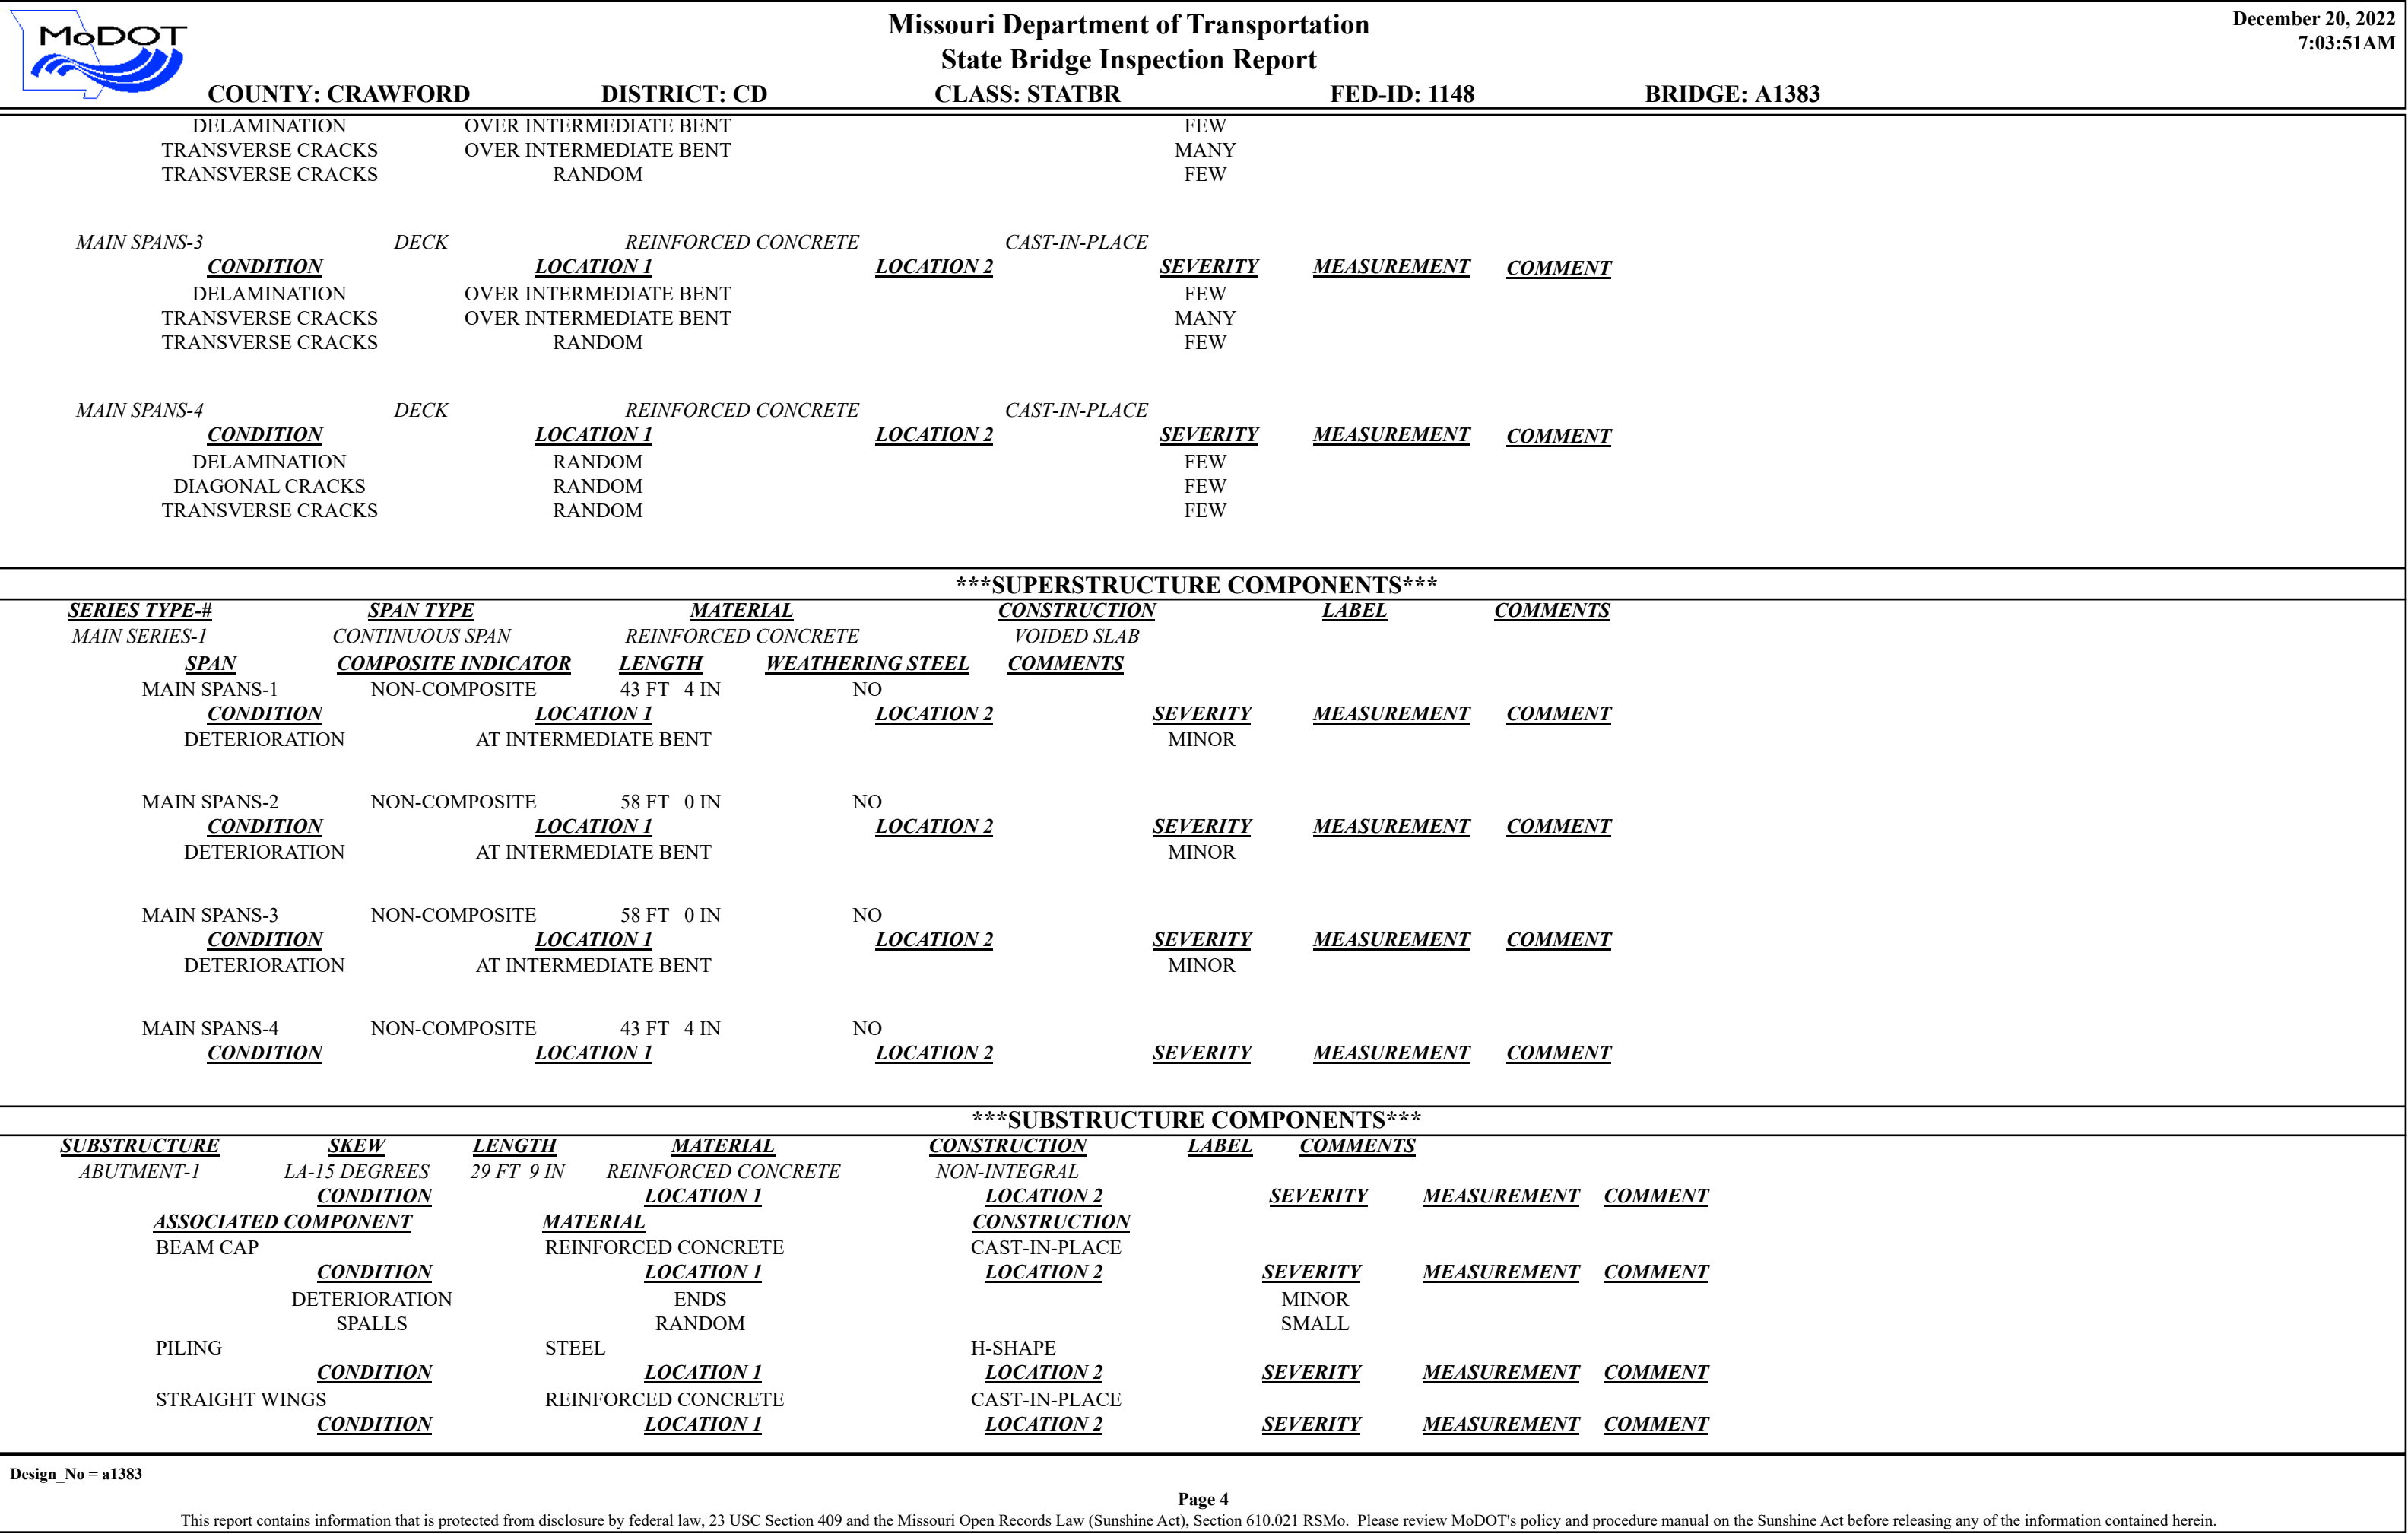 MoDOT
Missouri Department of Transportation
State Bridge Inspection Report
December 20, 2022
7:03:51AM
COUNTY: CRAWFORD DISTRICT: CD CLASS: STATBR FED-ID: 1148 BRIDGE: A1383
DELAMINATION OVER INTERMEDIATE BENT FEW
TRANSVERSE CRACKS OVER INTERMEDIATE BENT MANY
TRANSVERSE CRACKS RANDOM FEW
MAIN SPANS-3 DECK REINFORCED CONCRETE CAST-IN-PLACE
CONDITION LOCATION 1 LOCATION 2 SEVERITY MEASUREMENT COMMENT
DELAMINATION OVER INTERMEDIATE BENT FEW
TRANSVERSE CRACKS OVER INTERMEDIATE BENT MANY
TRANSVERSE CRACKS RANDOM FEW
MAIN SPANS-4 DECK REINFORCED CONCRETE CAST-IN-PLACE
CONDITION LOCATION 1 LOCATION 2 SEVERITY MEASUREMENT COMMENT
DELAMINATION RANDOM FEW
DIAGONAL CRACKS RANDOM FEW
TRANSVERSE CRACKS RANDOM FEW
***SUPERSTRUCTURE COMPONENTS***
SERIES TYPE-# SPAN TYPE MATERIAL CONSTRUCTION LABEL COMMENTS
MAIN SERIES-1 CONTINUOUS SPAN REINFORCED CONCRETE VOIDED SLAB
SPAN COMPOSITE INDICATOR LENGTH WEATHERING STEEL COMMENTS
MAIN SPANS-1 NON-COMPOSITE 43 FT 4 IN NO
CONDITION LOCATION 1 LOCATION 2 SEVERITY MEASUREMENT COMMENT
DETERIORATION AT INTERMEDIATE BENT MINOR
MAIN SPANS-2 NON-COMPOSITE 58 FT 0 IN NO
CONDITION LOCATION 1 LOCATION 2 SEVERITY MEASUREMENT COMMENT
DETERIORATION AT INTERMEDIATE BENT MINOR
MAIN SPANS-3 NON-COMPOSITE 58 FT 0 IN NO
CONDITION LOCATION 1 LOCATION 2 SEVERITY MEASUREMENT COMMENT
DETERIORATION AT INTERMEDIATE BENT MINOR
MAIN SPANS-4 NON-COMPOSITE 43 FT 4 IN NO
CONDITION LOCATION 1 LOCATION 2 SEVERITY MEASUREMENT COMMENT
***SUBSTRUCTURE COMPONENTS***
SUBSTRUCTURE SKEW LENGTH MATERIAL CONSTRUCTION LABEL COMMENTS
ABUTMENT-1 LA-15 DEGREES 29 FT 9 IN REINFORCED CONCRETE NON-INTEGRAL
CONDITION LOCATION 1 LOCATION 2 SEVERITY MEASUREMENT COMMENT
ASSOCIATED COMPONENT MATERIAL CONSTRUCTION
BEAM CAP REINFORCED CONCRETE CAST-IN-PLACE
CONDITION LOCATION 1 LOCATION 2 SEVERITY MEASUREMENT COMMENT
DETERIORATION ENDS MINOR
SPALLS RANDOM SMALL
PILING STEEL H-SHAPE
CONDITION LOCATION 1 LOCATION 2 SEVERITY MEASUREMENT COMMENT
STRAIGHT WINGS REINFORCED CONCRETE CAST-IN-PLACE
CONDITION LOCATION 1 LOCATION 2 SEVERITY MEASUREMENT COMMENT
Design_No = a1383
Page 4
This report contains information that is protected from disclosure by federal law, 23 USC Section 409 and the Missouri Open Records Law (Sunshine Act), Section 610.021 RSMo. Please review MoDOT's policy and procedure manual on the Sunshine Act before releasing any of the information contained herein.